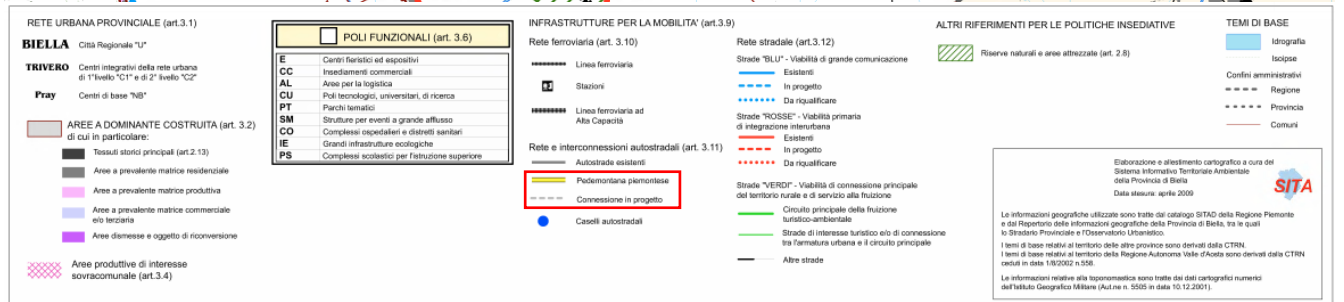 RETE URBANA PROVINCIALE (art.3.1)
BIELLA Città Regionale "U"
TRIVERO Centri integrativi della rete urbana
di 1°livello "C1" e di 2° livello "C2"
Pray Centri di base "NB"
AREE A DOMINANTE COSTRUITA (art. 3.2)
di cui in particolare:
Tessuti storici principali (art.2.13)
Aree a prevalente matrice residenziale
Aree a prevalente matrice produttiva
Aree a prevalente matrice commerciale
e/o terziaria
Aree dismesse e oggetto di riconversione
Aree produttive di interesse
sovracomunale (art.3.4)
POLI FUNZIONALI (art. 3.6)
E Centri fieristici ed espositivi
CC Insediamenti commerciali
AL Aree per la logistica
CU Poli tecnologici, universitari, di ricerca
PT Parchi tematici
SM Strutture per eventi a grande afflusso
CO Complessi ospedalieri e distretti sanitari
IE Grandi infrastrutture ecologiche
PS Complessi scolastici per l'istruzione superiore
INFRASTRUTTURE PER LA MOBILITA' (art.3.9)
Rete ferroviaria (art. 3.10)
Linea ferroviaria
Stazioni
Linea ferroviaria ad
Alta Capacità
Rete e interconnessioni autostradali (art. 3.11)
Autostrade esistenti
Pedemontana piemontese
Connessione in progetto
Caselli autostradali
Rete stradale (art.3.12)
Strade "BLU" - Viabilità di grande comunicazione
Esistenti
In progetto
Da riqualificare
Strade "ROSSE" - Viabilità primaria
di integrazione interurbana
Esistenti
In progetto
Da riqualificare
Strade "VERDI" - Viabilità di connessione principale
del territorio rurale e di servizio alla fruizione
Circuito principale della fruizione
turistico-ambientale
Strade di interesse turistico e/o di connessione
tra l'armatura urbana e il circuito principale
Altre strade
ALTRI RIFERIMENTI PER LE POLITICHE INSEDIATIVE
Riserve naturali e aree attrezzate (art. 2.8)
TEMI DI BASE
Idrografia
Isoipse
Confini amministrativi
Regione
Provincia
Comuni
Elaborazione e allestimento cartografico a cura del
Sistema Informativo Territoriale Ambientale
della Provincia di Biella
Data stesura: aprile 2009
SITA
Le informazioni geografiche utilizzate sono tratte dal catalogo SITAD della Regione Piemonte
e dal Repertorio delle informazioni geografiche della Provincia di Biella, tra le quali
lo Stradario Provinciale e l'Osservatorio Urbanistico.
I temi di base relativi al territorio delle altre province sono derivati dalla CTRN.
I temi di base relativi al territorio della Regione Autonoma Valle d'Aosta sono derivati dalla CTRN
ceduti in data 1/8/2002 n.558.
Le informazioni relative alla toponomastica sono tratte dai dati cartografici numerici
dell'Istituto Geografico Militare (Aut.ne n. 5505 in data 10.12.2001).